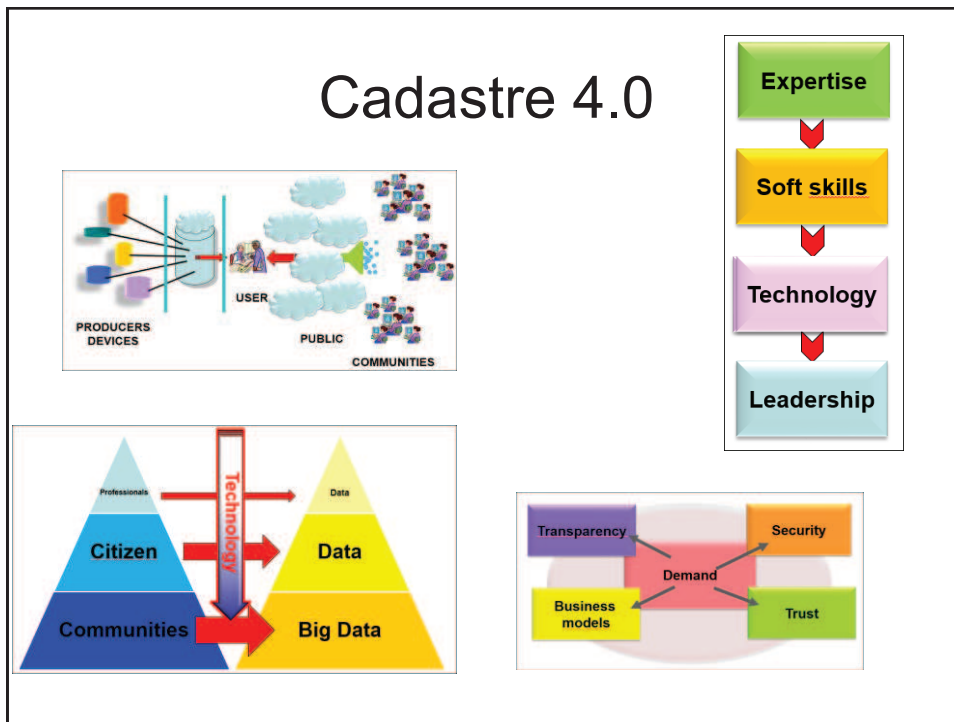 Cadastre 4.0
Expertise
Soft skills
Technology
Leadership
USER
PRODUCERS
DEVICES
PUBLIC
COMMUNITIES
Technology
Professionals
Data
Citizen
Data
Communities
Big Data
Transparency
Security
Demand
Business
models
Trust